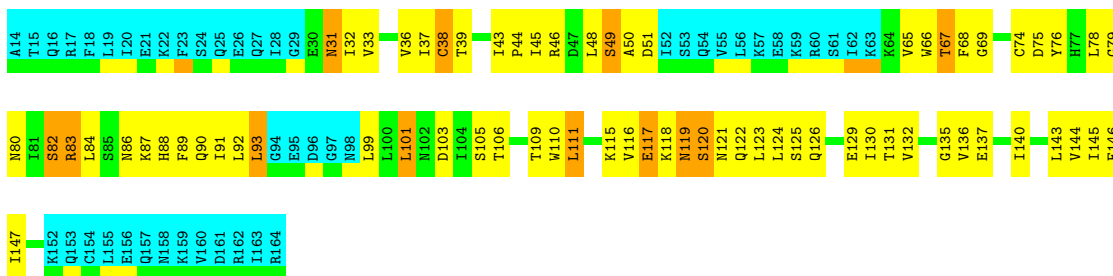 A14 T15 Q16 R17 F18 L19 I20 E21 K22 F23 S24 Q25 E26 Q27 I28 G29 E30 N31 I32 V33 V36 I37 C38 T39 I43 P44 I45 R46 D47 L48 S49 A50 D51 I52 S53 Q54 V55 L56 K57 E58 K59 R60 S61 I62 K63 K64 V65 W66 T67 F68 G69 C74 D75 Y76 H77 L78 G79
N80 I81 S82 R83 L84 S85 N86 K87 H88 F89 Q90 I91 L92 L93 G94 E95 D96 G97 N98 L99 L100 L101 N102 D103 I104 S105 T106 T109 W110 L111 K115 V116 E117 K118 N119 S120 N121 Q122 L123 L124 S125 Q126 E129 I130 T131 V132 G135 V136 E137 I140 L143 V144 I145
I147 K152 Q153 C154 L155 E156 Q157 N158 K159 V160 D161 R162 I163 R164